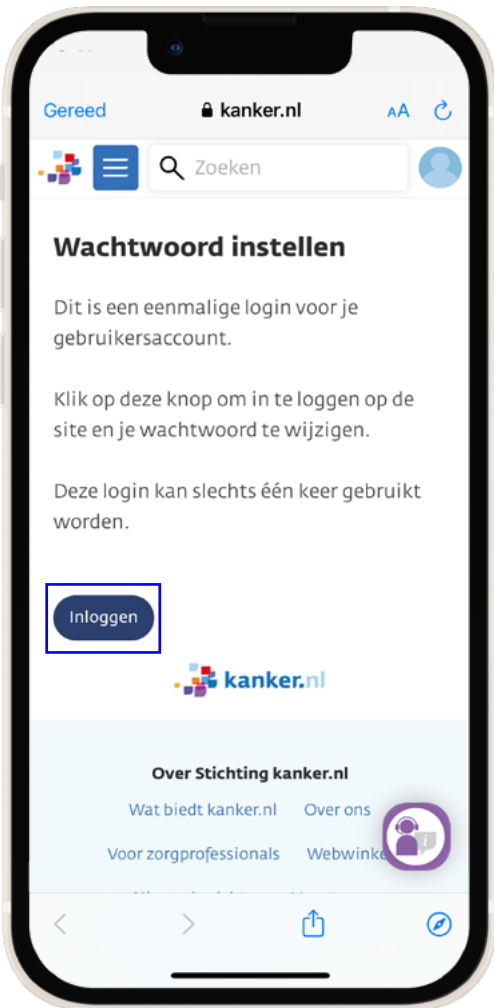 Gereed
kanker.nl
AA
Zoeken
Wachtwoord instellen
Dit is een eenmalige login voor je
gebruikersaccount.
Klik op deze knop om in te loggen op de
site en je wachtwoord te wijzigen.
Deze login kan slechts één keer gebruikt
worden.
Inloggen
kanker.nl
Over Stichting kanker.nl
Wat biedt kanker.nl Over ons
Voor zorgprofessionals
i